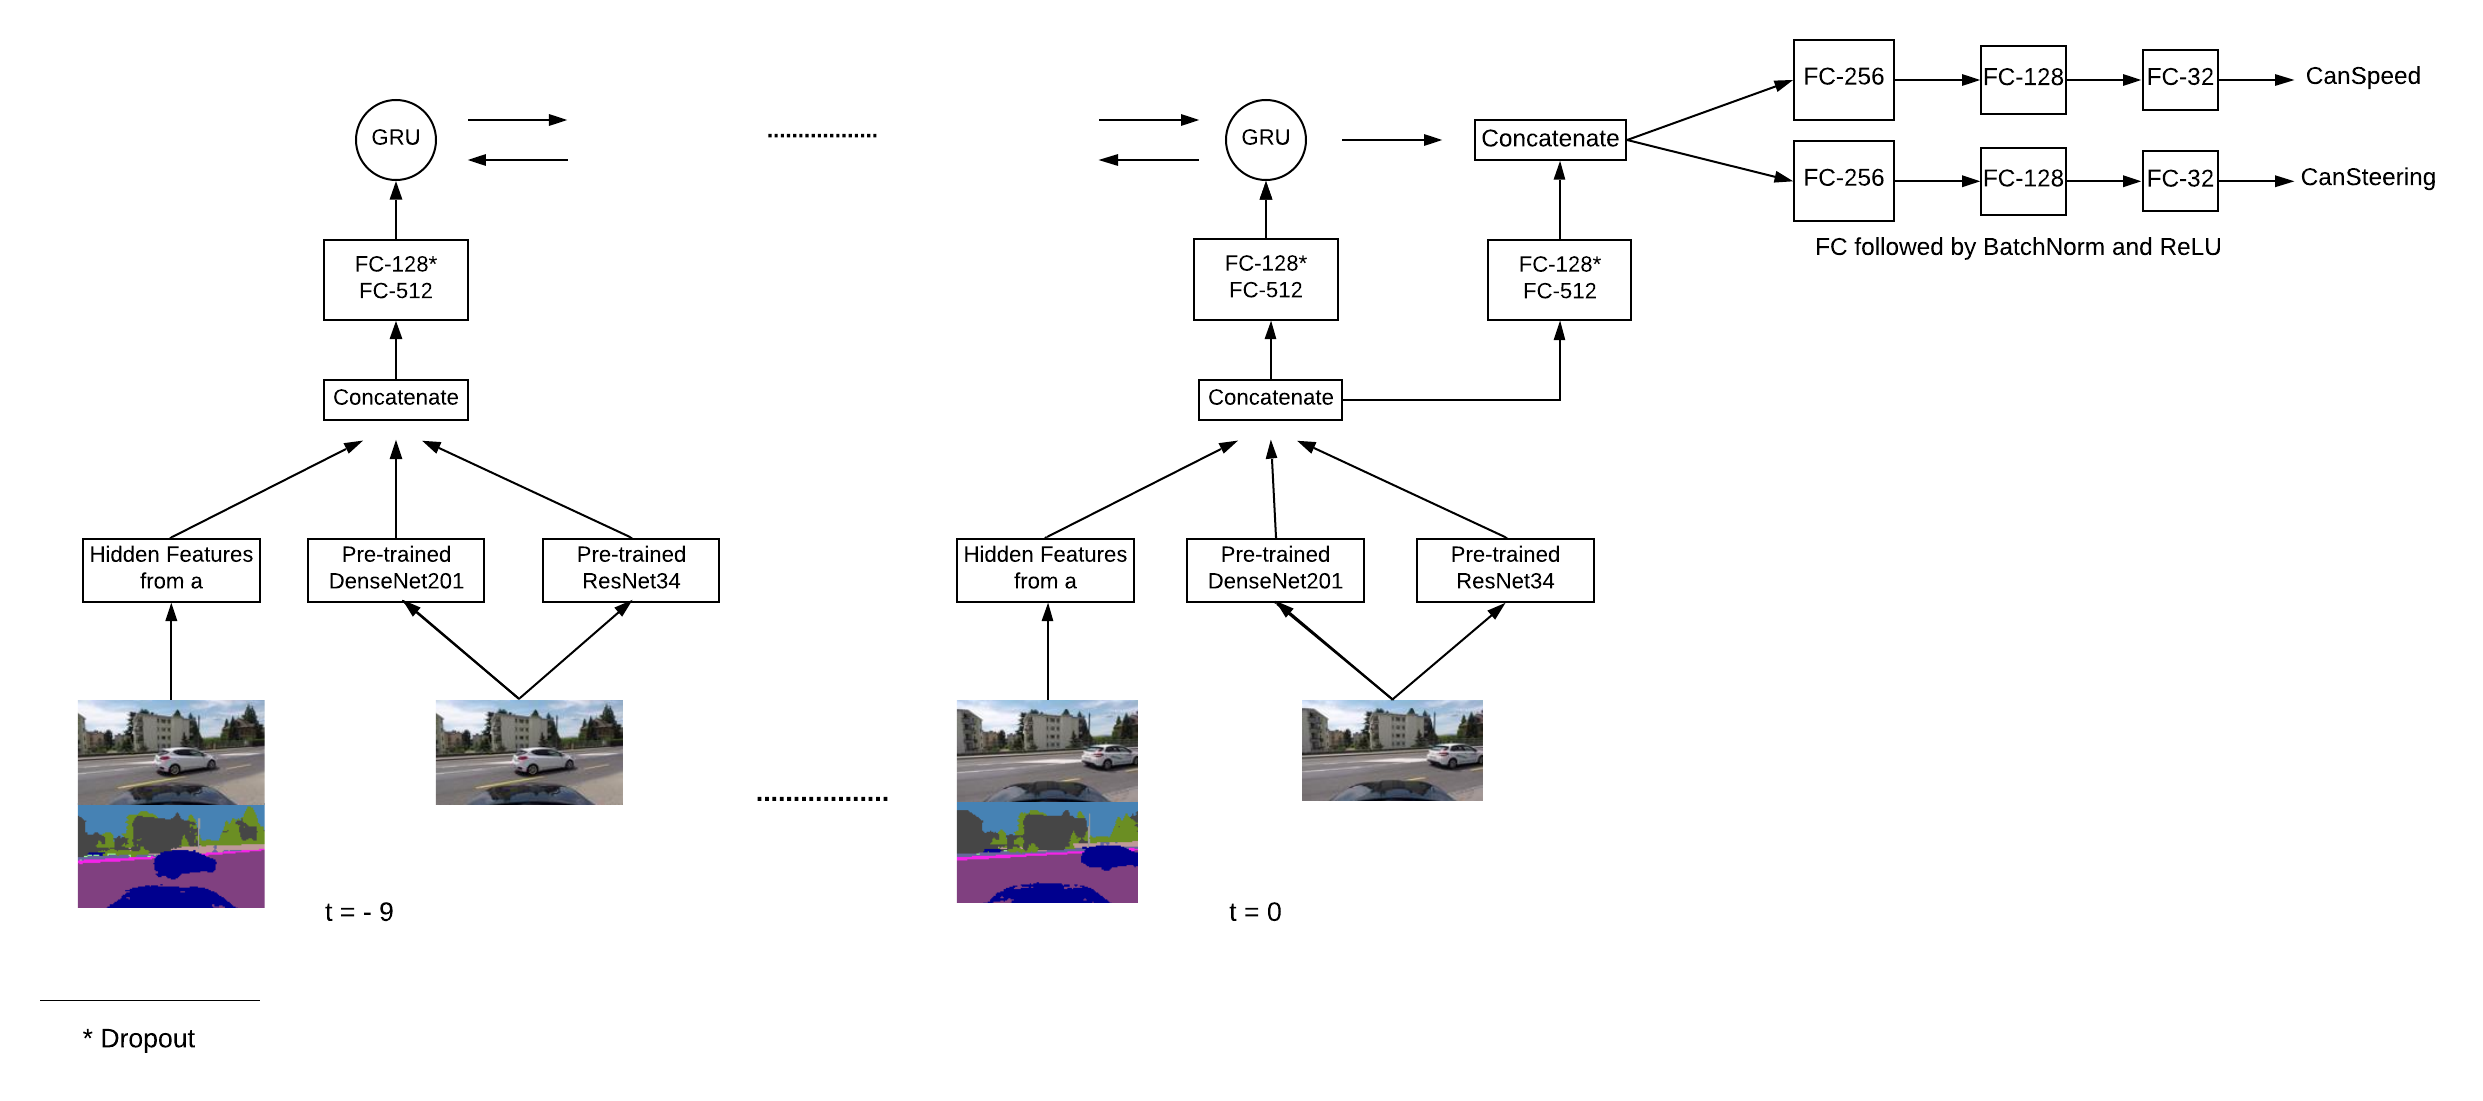 FC-256
FC-128
FC-32
CanSpeed
GRU
GRU
Concatenate
FC-256
FC-128
FC-32
CanSteering
FC followed by BatchNorm and ReLU
FC-128*
FC-512
FC-128*
FC-512
FC-128*
FC-512
Concatenate
Concatenate
Hidden Features
from a
Pre-trained
DenseNet201
Pre-trained
ResNet34
Hidden Features
from a
Pre-trained
DenseNet201
Pre-trained
ResNet34
t = - 9
t = 0
* Dropout